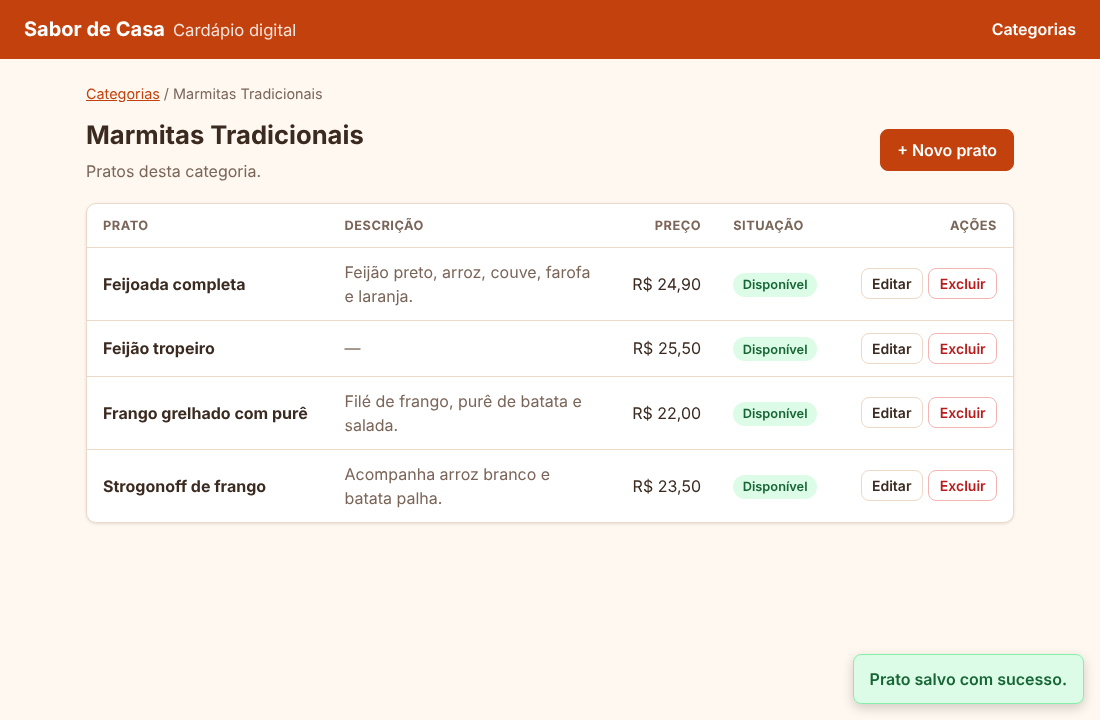 Sabor de Casa Cardápio digital Categorias
Categorias / Marmitas Tradicionais
Marmitas Tradicionais
+ Novo prato
Pratos desta categoria.
PRATO DESCRIÇÃO PREÇO SITUAÇÃO AÇÕES
Feijoada completa Feijão preto, arroz, couve, farofa
e laranja. R$ 24,90 Disponível Editar Excluir
Feijão tropeiro — R$ 25,50 Disponível Editar Excluir
Frango grelhado com purê Filé de frango, purê de batata e
salada. R$ 22,00 Disponível Editar Excluir
Strogonoff de frango Acompanha arroz branco e
batata palha. R$ 23,50 Disponível Editar Excluir
Prato salvo com sucesso.